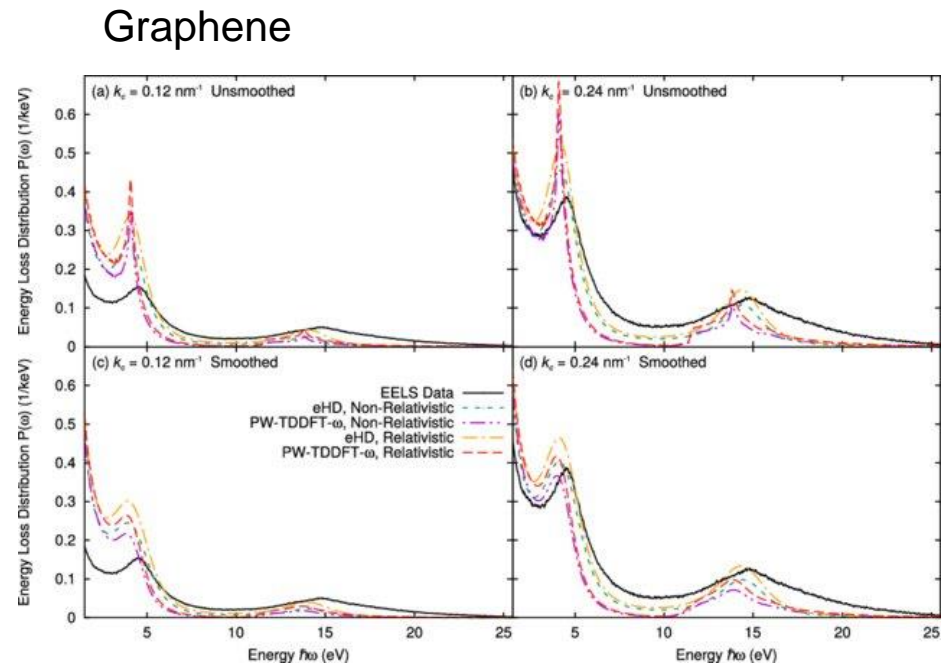 Graphene
(a) k_c = 0.12 nm⁻¹ Unsmoothed
(b) k_c = 0.24 nm⁻¹ Unsmoothed
Energy Loss Distribution P(ω) (1/keV)
0.6
0.5
0.4
0.3
0.2
0.1
0
(c) k_c = 0.12 nm⁻¹ Smoothed
(d) k_c = 0.24 nm⁻¹ Smoothed
EELS Data
eHD, Non-Relativistic
PW-TDDFT-ω, Non-Relativistic
eHD, Relativistic
PW-TDDFT-ω, Relativistic
Energy Loss Distribution P(ω) (1/keV)
0.6
0.5
0.4
0.3
0.2
0.1
0
5 10 15 20 25
5 10 15 20 25
Energy ℏω (eV)
Energy ℏω (eV)